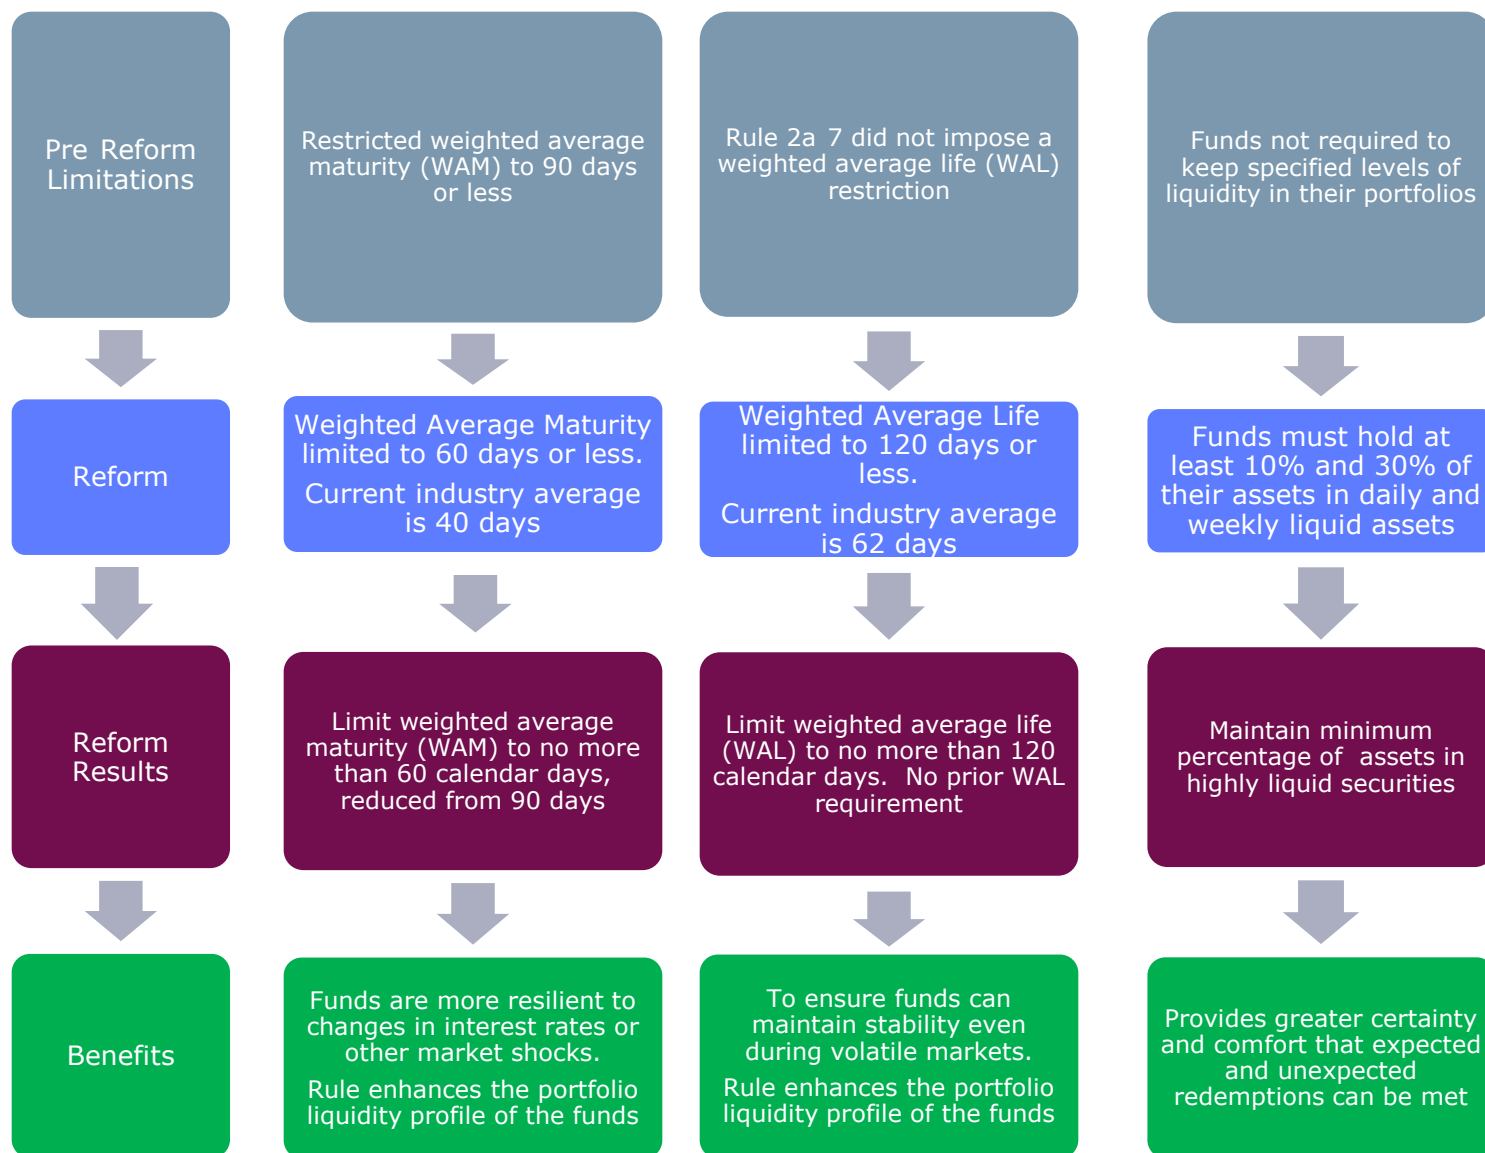 Pre Reform
Limitations
Restricted weighted average
maturity (WAM) to 90 days
or less
Rule 2a 7 did not impose a
weighted average life (WAL)
restriction
Funds not required to
keep specified levels of
liquidity in their portfolios
Reform
Weighted Average Maturity
limited to 60 days or less.
Current industry average
is 40 days
Weighted Average Life
limited to 120 days or
less.
Current industry average
is 62 days
Funds must hold at
least 10% and 30% of
their assets in daily and
weekly liquid assets
Reform
Results
Limit weighted average
maturity (WAM) to no more
than 60 calendar days,
reduced from 90 days
Limit weighted average life
(WAL) to no more than 120
calendar days.  No prior WAL
requirement
Maintain minimum
percentage of  assets in
highly liquid securities
Benefits
Funds are more resilient to
changes in interest rates or
other market shocks.
Rule enhances the portfolio
liquidity profile of the funds
To ensure funds can
maintain stability even
during volatile markets.
Rule enhances the portfolio
liquidity profile of the funds
Provides greater certainty
and comfort that expected
and unexpected
redemptions can be met